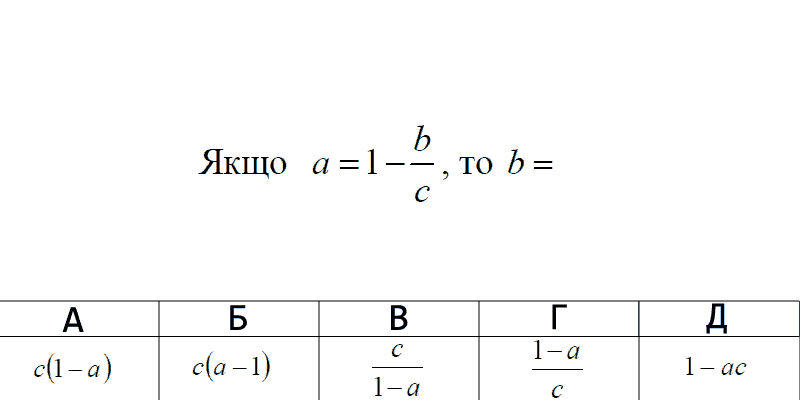 Якщо a = 1 − b/c , то b =
А Б В Г Д
c(1 − a) c(a − 1) c/(1 − a) (1 − a)/c 1 − ac